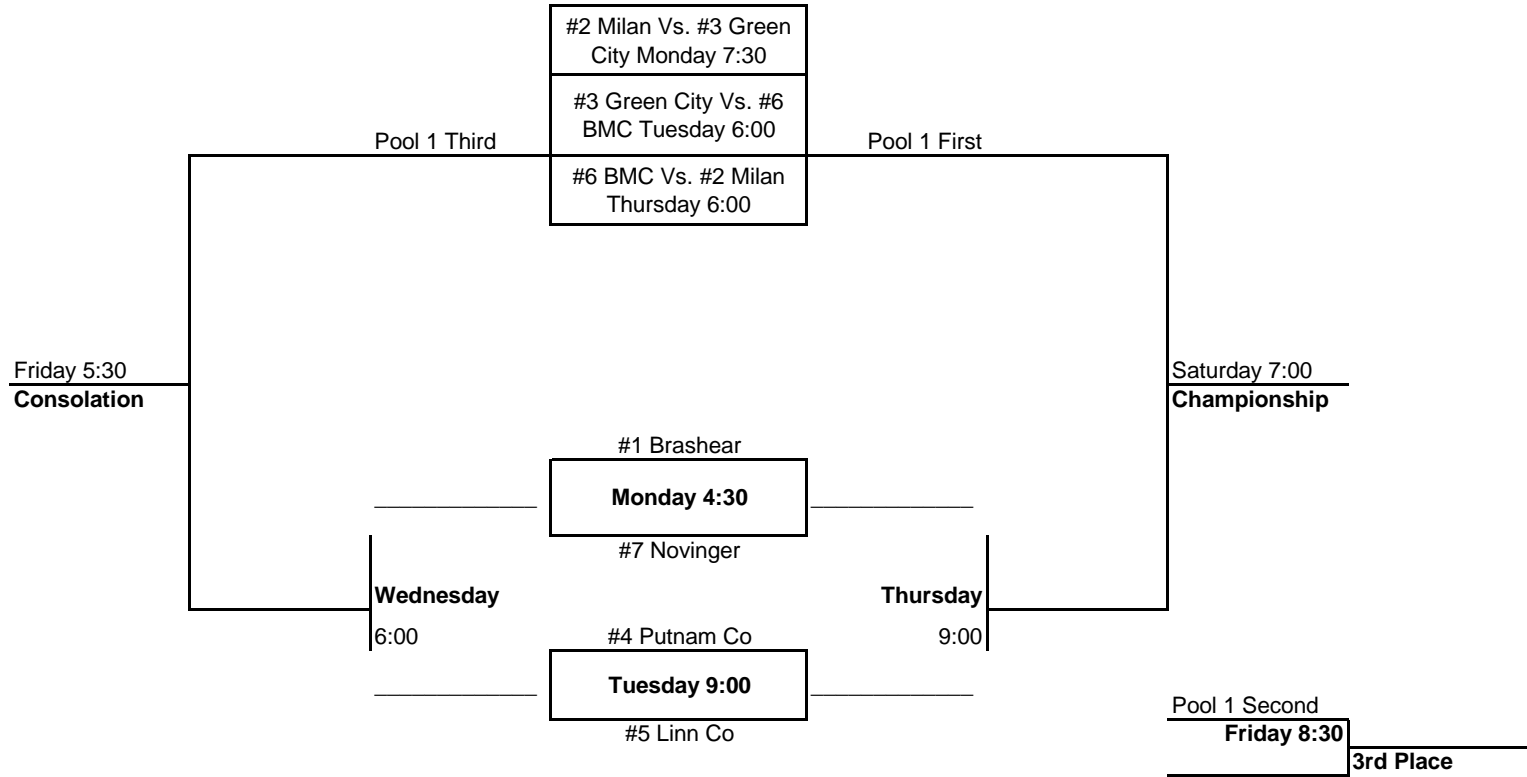 #2 Milan Vs. #3 Green
City Monday 7:30
#3 Green City Vs. #6
BMC Tuesday 6:00
Pool 1 Third
Pool 1 First
#6 BMC Vs. #2 Milan
Thursday 6:00
Friday 5:30
Consolation
Saturday 7:00
Championship
#1 Brashear
Monday 4:30
#7 Novinger
Wednesday
Thursday
6:00
#4 Putnam Co
9:00
Tuesday 9:00
#5 Linn Co
Pool 1 Second
Friday 8:30
3rd Place